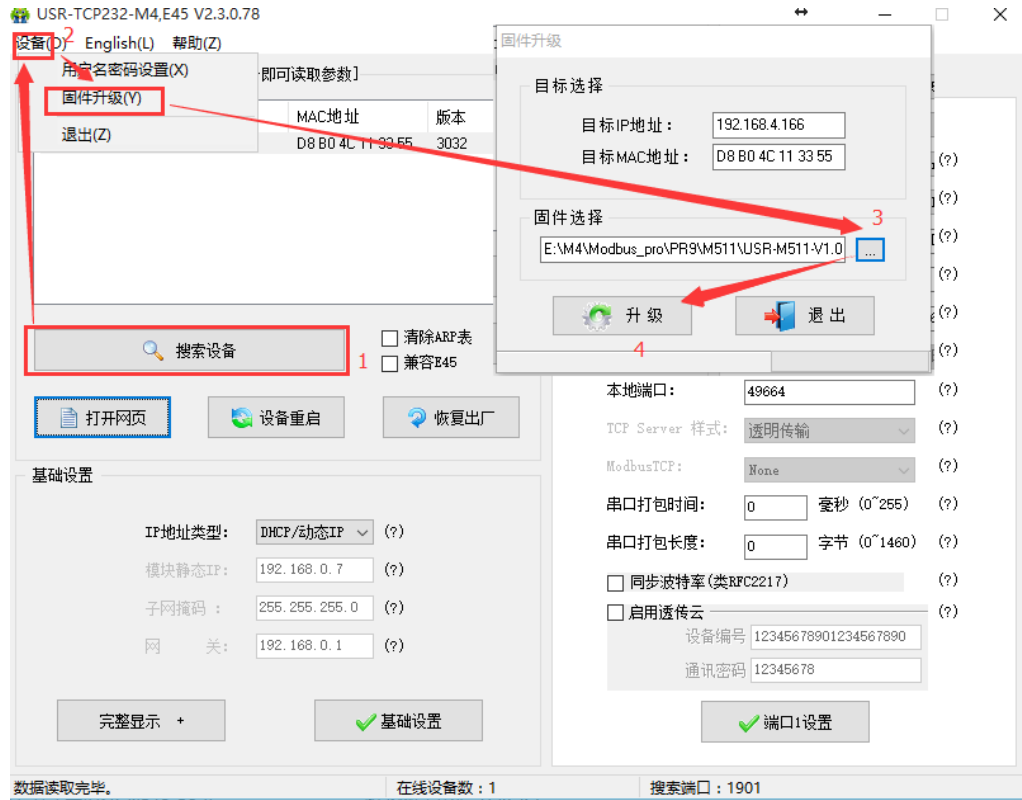 USR-TCP232-M4,E45 V2.3.0.78
设备(D) English(L) 帮助(Z)
2
用户名密码设置(X)
固件升级(Y)
退出(Z)
即可读取参数]
MAC地址 版本
D8 B0 4C 11 33 55 3032
固件升级
目标选择
目标IP地址： 192.168.4.166
目标MAC地址： D8 B0 4C 11 33 55
固件选择
3
E:\M4\Modbus_pro\PR9\M511\USR-M511-V1.0 ...
升 级
退 出
4
(?)
(?)
(?)
(?)
(?)
(?)
搜索设备
1
清除ARP表
兼容E45
打开网页
设备重启
恢复出厂
基础设置
IP地址类型： DHCP/动态IP (?)
模块静态IP： 192.168.0.7 (?)
子网掩码 ： 255.255.255.0 (?)
网 关： 192.168.0.1 (?)
完整显示 +
基础设置
本地端口： 49664 (?)
TCP Server 样式： 透明传输 (?)
ModbusTCP： None (?)
串口打包时间： 0 毫秒 (0~255) (?)
串口打包长度： 0 字节 (0~1460) (?)
同步波特率(类RFC2217) (?)
启用透传云 (?)
设备编号 12345678901234567890
通讯密码 12345678
端口1设置
数据读取完毕。 在线设备数：1 搜索端口：1901